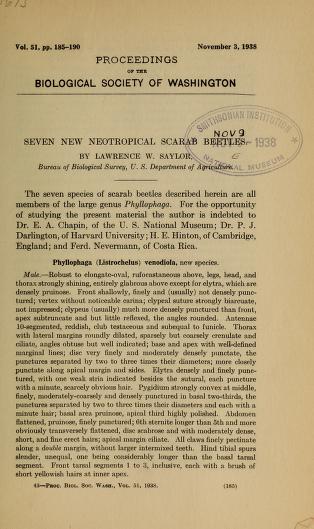 Vol. 51, pp. 185-190 November 3, 1938
PROCEEDINGS
OF THE
BIOLOGICAL SOCIETY OF WASHINGTON
SMITHSONIAN INSTITUTION
NOV 9 1938
NATIONAL MUSEUM
SEVEN NEW NEOTROPICAL SCARAB BEETLES.
BY LAWRENCE W. SAYLOR,
Bureau of Biological Survey, U. S. Department of Agriculture.
The seven species of scarab beetles described herein are all
members of the large genus Phyllophaga. For the opportunity
of studying the present material the author is indebted to
Dr. E. A. Chapin, of the U. S. National Museum; Dr. P. J.
Darlington, of Harvard University; H. E. Hinton, of Cambridge,
England; and Ferd. Nevermann, of Costa Rica.
Phyllophaga (Listrochelus) venodiola, new species.
Male.—Robust to elongate-oval, rufocastaneous above, legs, head, and
thorax strongly shining, entirely glabrous above except for elytra, which are
densely pruinose. Front shallowly, finely and (usually) not densely punc-
tured; vertex without noticeable carina; clypeal suture strongly biarcuate,
not impressed; clypeus (usually) much more densely punctured than front,
apex subtruncate and but little reflexed, the angles rounded. Antennae
10-segmented, reddish, club testaceous and subequal to funicle. Thorax
with lateral margins roundly dilated, sparsely but coarsely crenulate and
ciliate, angles obtuse but well indicated; base and apex with well-defined
marginal lines; disc very finely and moderately densely punctate, the
punctures separated by two to three times their diameters; more closely
punctate along apical margin and sides. Elytra densely and finely punc-
tured, with one weak stria indicated besides the sutural, each puncture
with a minute, scarcely obvious hair. Pygidium strongly convex at middle,
finely, moderately-coarsely and densely punctured in basal two-thirds, the
punctures separated by two to three times their diameters and each with a
minute hair; basal area pruinose, apical third highly polished. Abdomen
flattened, pruinose, finely punctured; 6th sternite longer than 5th and more
obviously transversely flattened, disc scabrose and with moderately dense,
short, and fine erect hairs; apical margin ciliate. All claws finely pectinate
along a double margin, without larger intermixed teeth. Hind tibial spurs
slender, unequal, one being considerably longer than the basal tarsal
segment. Front tarsal segments 1 to 3, inclusive, each with a brush of
short yellowish hairs at inner apex.
43—PROC. BIOL. SOC. WASH., VOL. 51, 1938. (185)